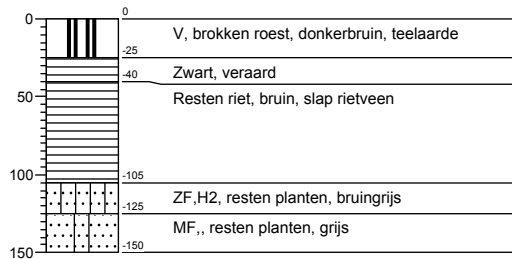 0
0
V, brokken roest, donkerbruin, teelaarde
-25
Zwart, veraard
-40
50
Resten riet, bruin, slap rietveen
100
-105
ZF,H2, resten planten, bruingrijs
-125
MF,, resten planten, grijs
150
-150